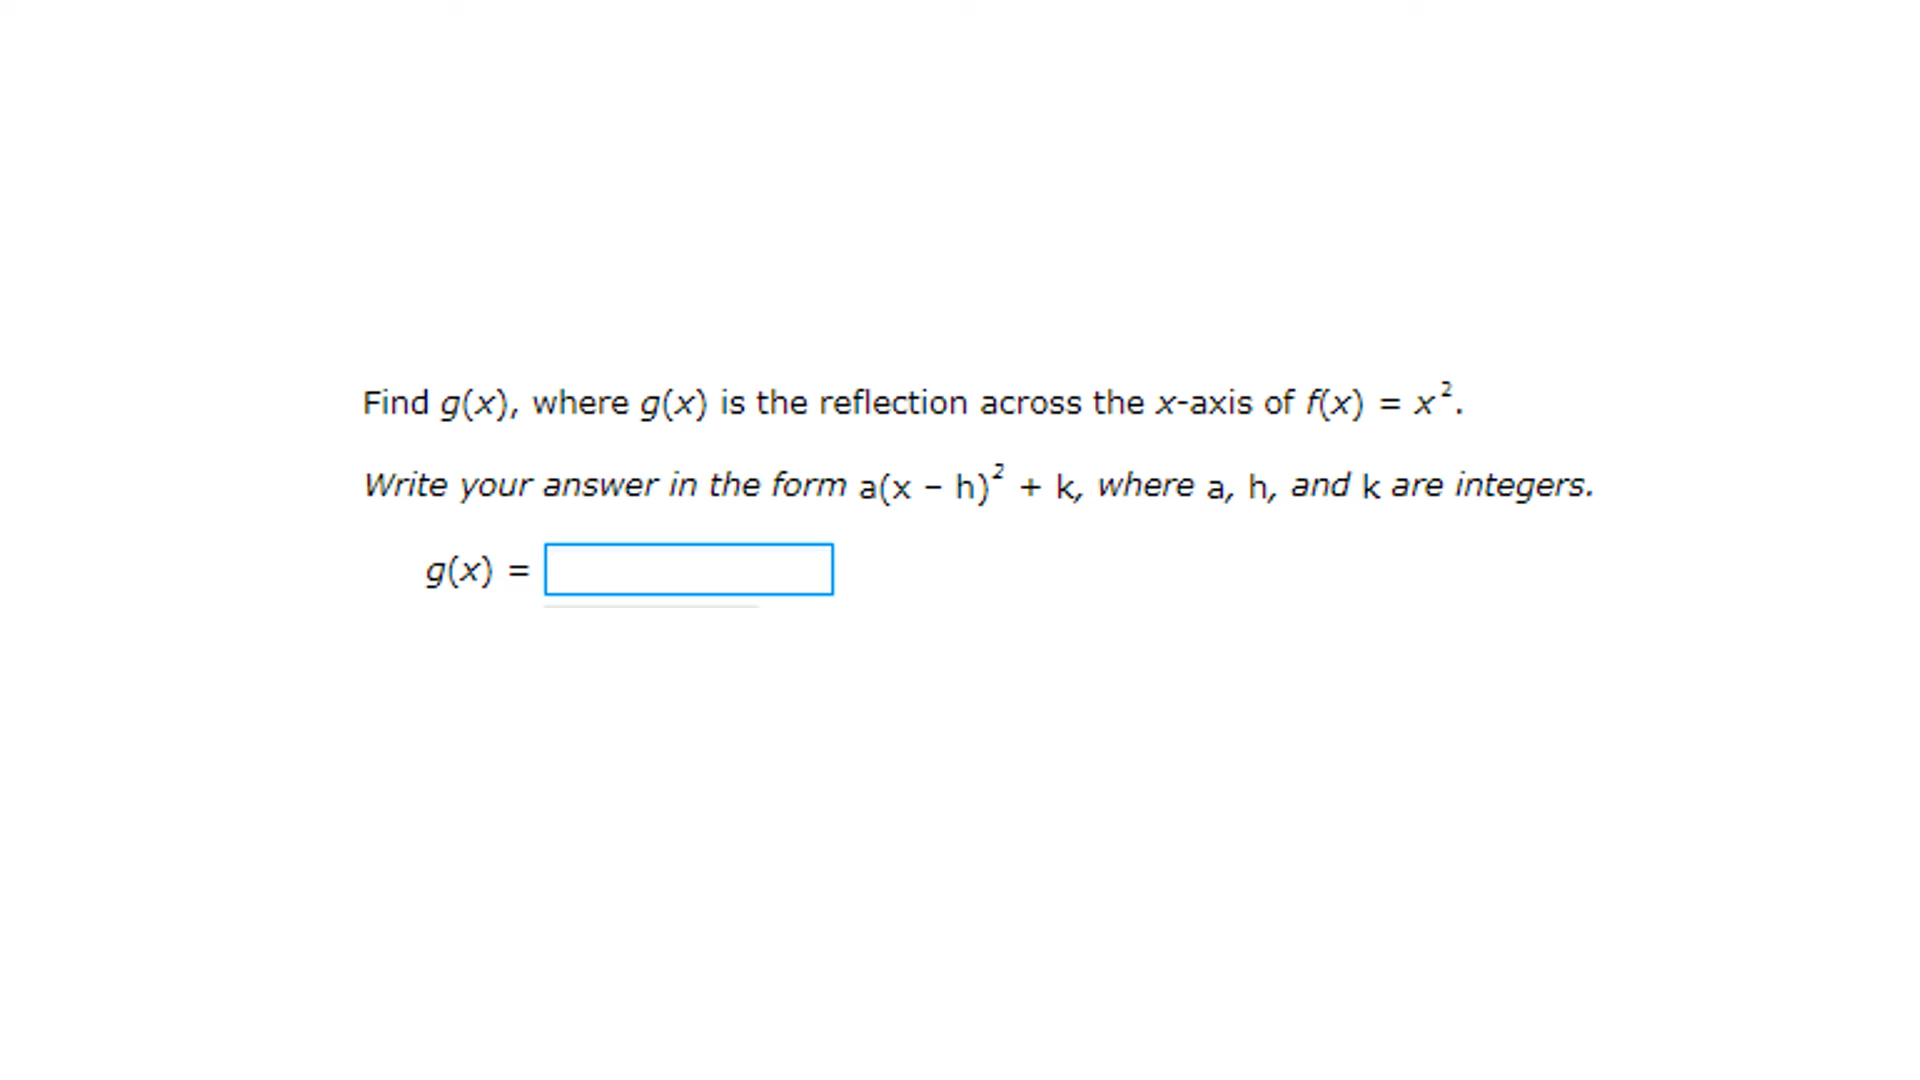 Find g(x), where g(x) is the reflection across the x-axis of f(x) = x².
Write your answer in the form a(x − h)² + k, where a, h, and k are integers.
g(x) =